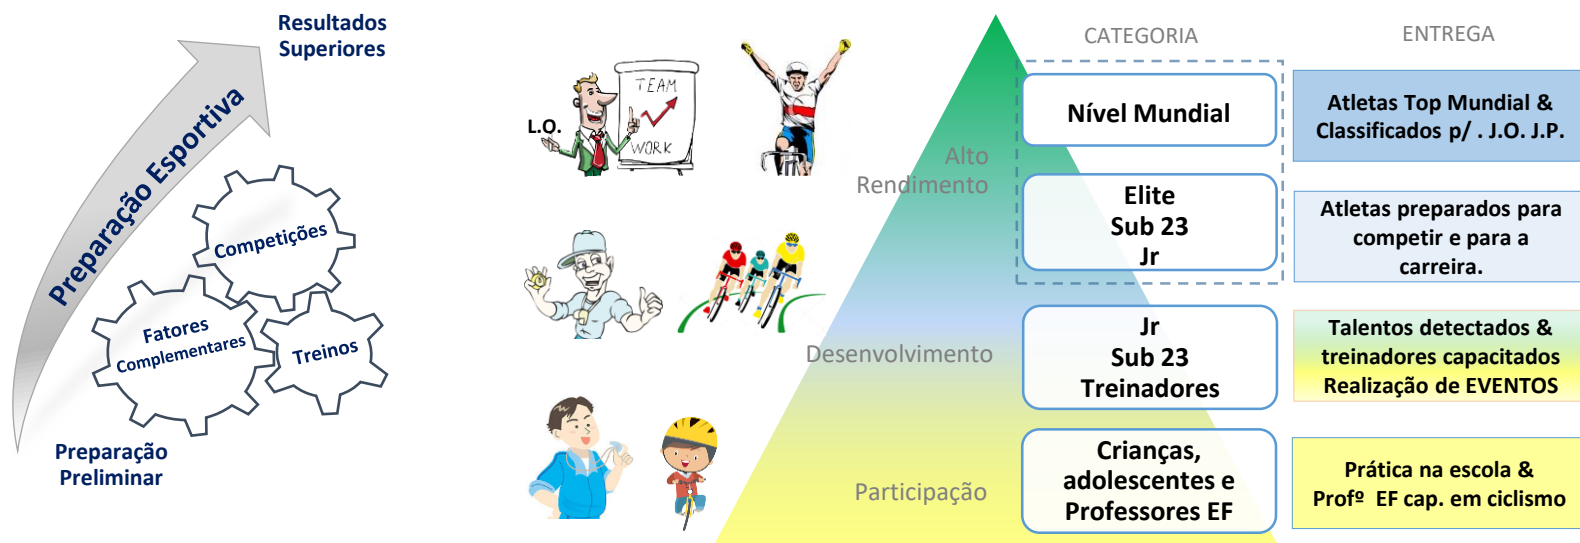 Resultados
Superiores
Preparação Esportiva
Competições
Fatores
Complementares
Treinos
Preparação
Preliminar
L.O.
TEAM
WORK
CATEGORIA
ENTREGA
Alto
Rendimento
Nível Mundial
Atletas Top Mundial &
Classificados p/ . J.O. J.P.
Elite
Sub 23
Jr
Atletas preparados para
competir e para a
carreira.
Desenvolvimento
Jr
Sub 23
Treinadores
Talentos detectados &
treinadores capacitados
Realização de EVENTOS
Participação
Crianças,
adolescentes e
Professores EF
Prática na escola &
Profº EF cap. em ciclismo